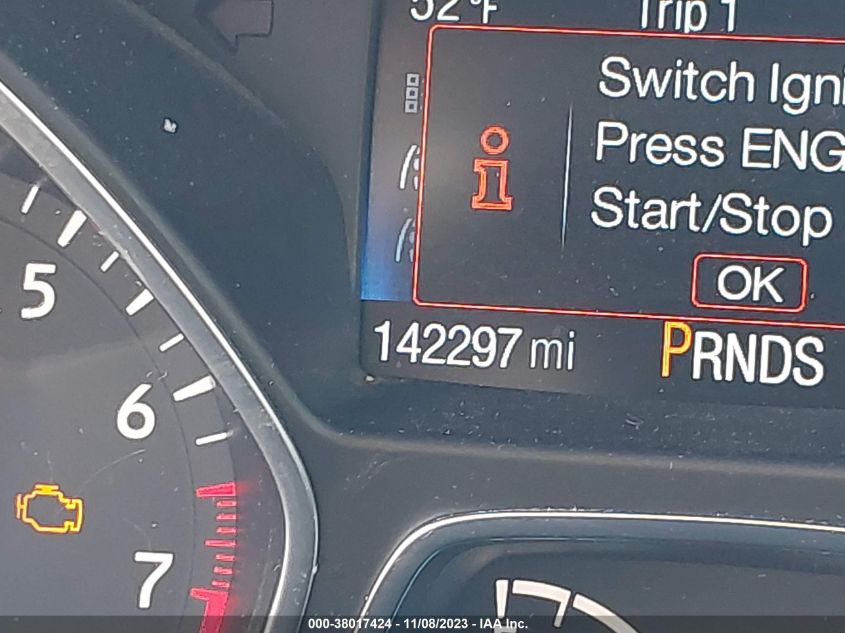 52°F Trip 1
Switch Igni
Press ENG
Start/Stop
OK
142297 mi PRNDS
5
6
7
000-38017424 - 11/08/2023 - IAA Inc.